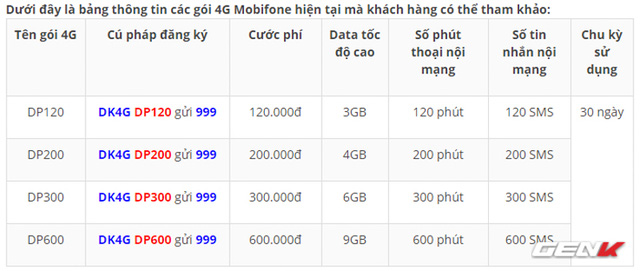 Dưới đây là bảng thông tin các gói 4G Mobifone hiện tại mà khách hàng có thể tham khảo:
Tên gói 4G Cú pháp đăng ký Cước phí Data tốc độ cao Số phút thoại nội mạng Số tin nhắn nội mạng Chu kỳ sử dụng
DP120 DK4G DP120 gửi 999 120.000đ 3GB 120 phút 120 SMS 30 ngày
DP200 DK4G DP200 gửi 999 200.000đ 4GB 200 phút 200 SMS
DP300 DK4G DP300 gửi 999 300.000đ 6GB 300 phút 300 SMS
DP600 DK4G DP600 gửi 999 600.000đ 9GB 600 phút 600 SMS
GENK